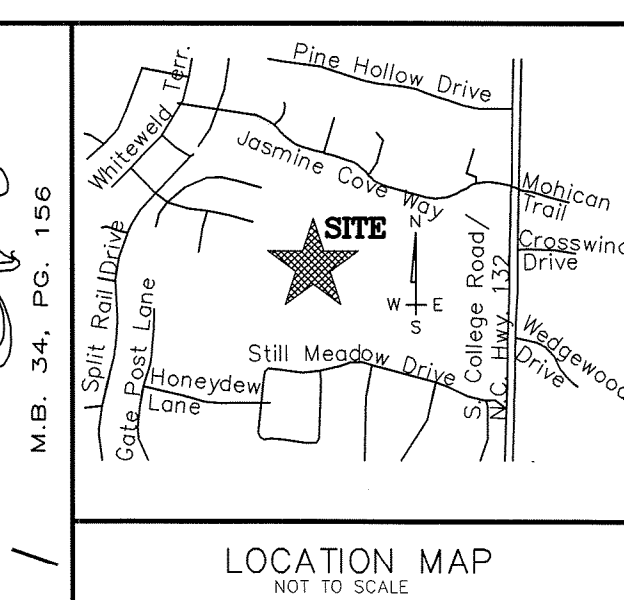 Pine Hollow Drive
Whiteweld Terr.
Jasmine Cove Way
Mohican
Trail
SITE
N
W E
S
Crosswind
Drive
S. College Road/
N.C. Hwy. 132
Split Rail Drive
Gate Post Lane
Still Meadow Drive
Honeydew
Lane
Wedgewood
Drive
M.B. 34, PG. 156
LOCATION MAP
NOT TO SCALE